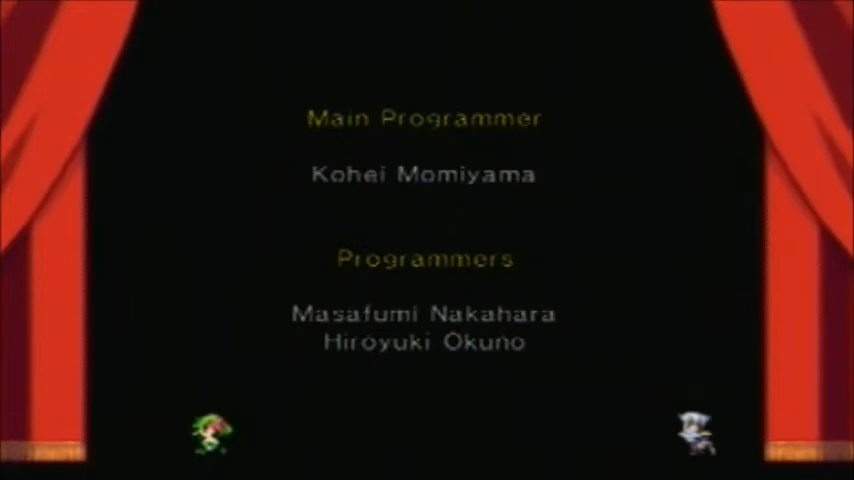 Main Programmer
Kohei Momiyama
Programmers
Masafumi Nakahara
Hiroyuki Okuno